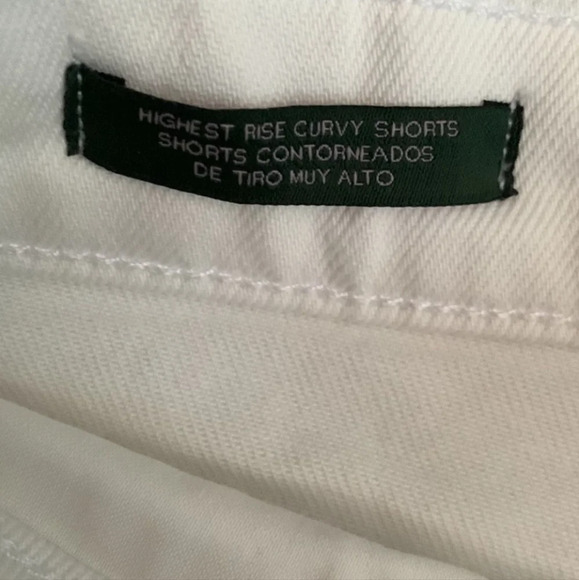 HIGHEST RISE CURVY SHORTS
SHORTS CONTORNEADOS
DE TIRO MUY ALTO